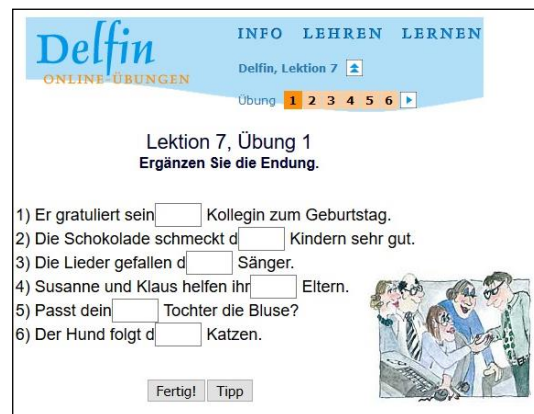 Delfin
ONLINE-ÜBUNGEN
INFO LEHREN LERNEN
Delfin, Lektion 7
Übung 1 2 3 4 5 6
Lektion 7, Übung 1
Ergänzen Sie die Endung.
1) Er gratuliert sein Kollegin zum Geburtstag.
2) Die Schokolade schmeckt d Kindern sehr gut.
3) Die Lieder gefallen d Sänger.
4) Susanne und Klaus helfen ihr Eltern.
5) Passt dein Tochter die Bluse?
6) Der Hund folgt d Katzen.
Fertig! Tipp